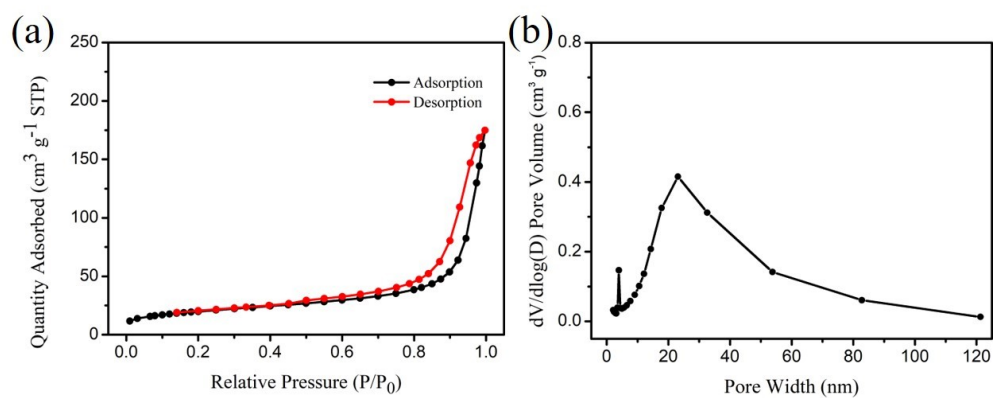 (a)
250
200
150
100
50
0
Quantity Adsorbed (cm³ g⁻¹ STP)
Adsorption
Desorption
0.0 0.2 0.4 0.6 0.8 1.0
Relative Pressure (P/P₀)
(b)
0.8
0.6
0.4
0.2
0.0
dV/dlog(D) Pore Volume (cm³ g⁻¹)
0 20 40 60 80 100 120
Pore Width (nm)